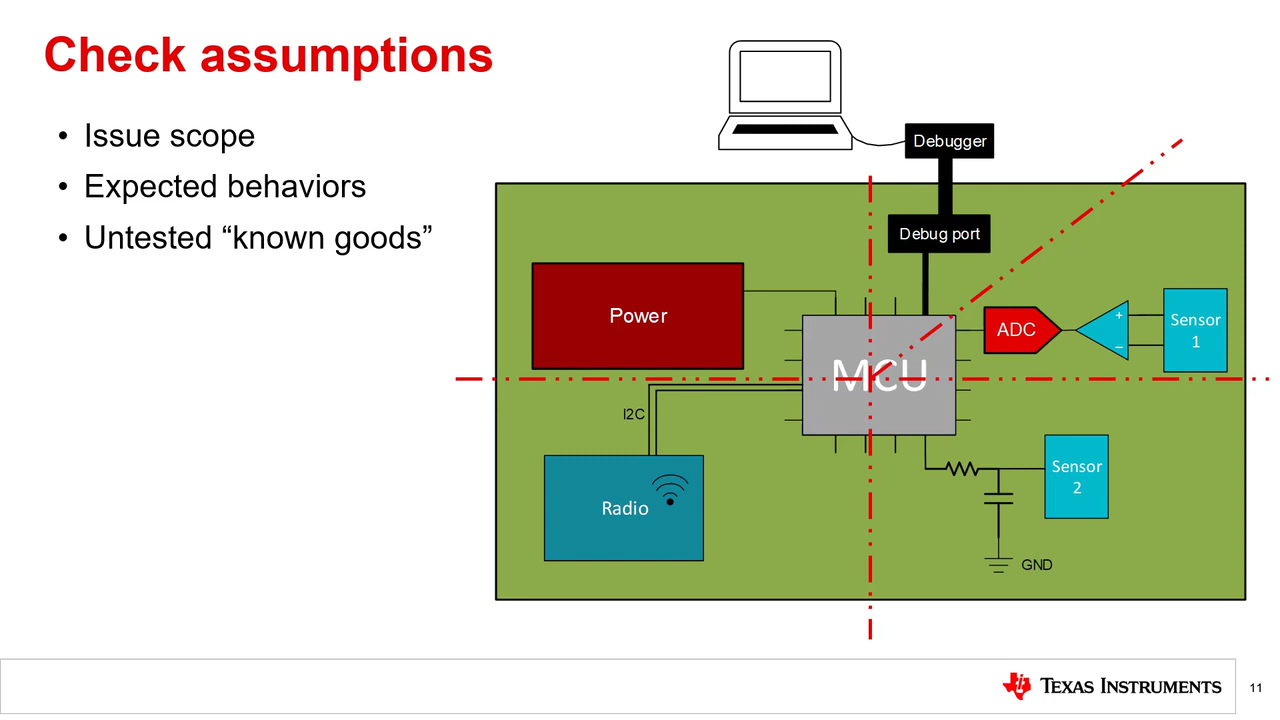 Check assumptions
• Issue scope
• Expected behaviors
• Untested “known goods”
Debugger
Debug port
Power
MCU
ADC
+
–
Sensor
1
I2C
Radio
Sensor
2
GND
TEXAS INSTRUMENTS
11